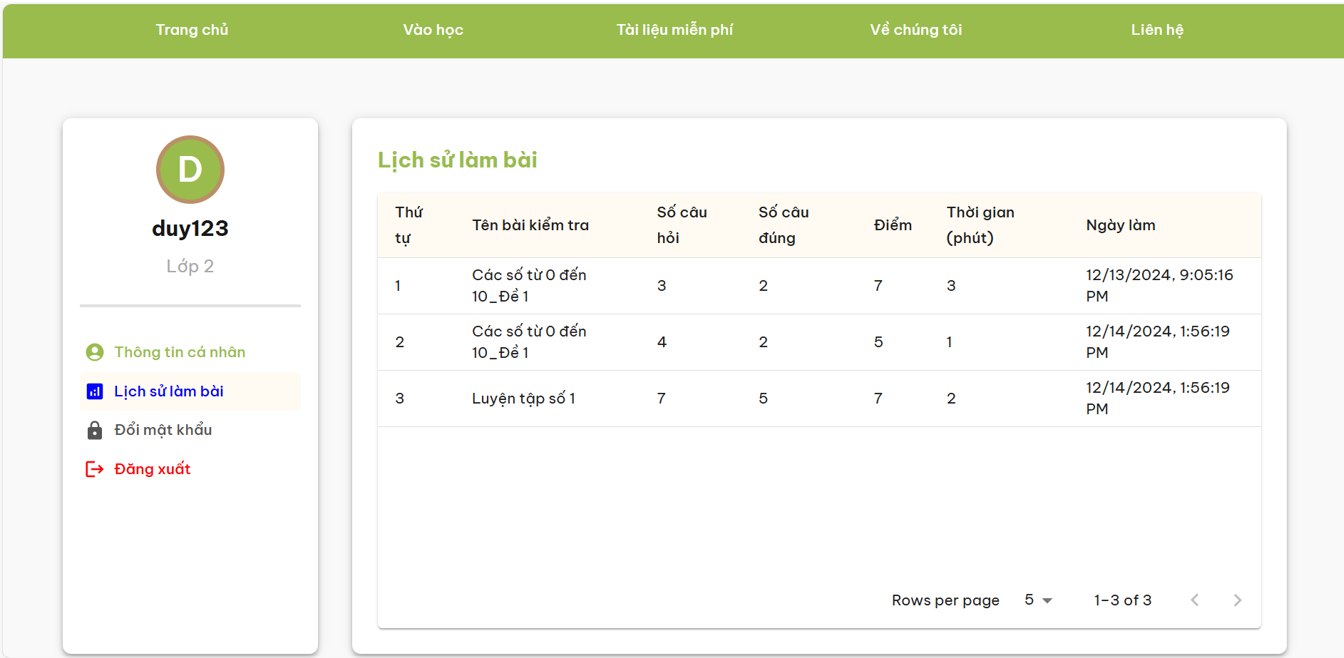 Trang chủ Vào học Tài liệu miễn phí Về chúng tôi Liên hệ
D
duy123
Lớp 2
Thông tin cá nhân
Lịch sử làm bài
Đổi mật khẩu
Đăng xuất
Lịch sử làm bài
Thứ tự Tên bài kiểm tra Số câu hỏi Số câu đúng Điểm Thời gian (phút) Ngày làm
1 Các số từ 0 đến 10_Đề 1 3 2 7 3 12/13/2024, 9:05:16 PM
2 Các số từ 0 đến 10_Đề 1 4 2 5 1 12/14/2024, 1:56:19 PM
3 Luyện tập số 1 7 5 7 2 12/14/2024, 1:56:19 PM
Rows per page 5 1–3 of 3